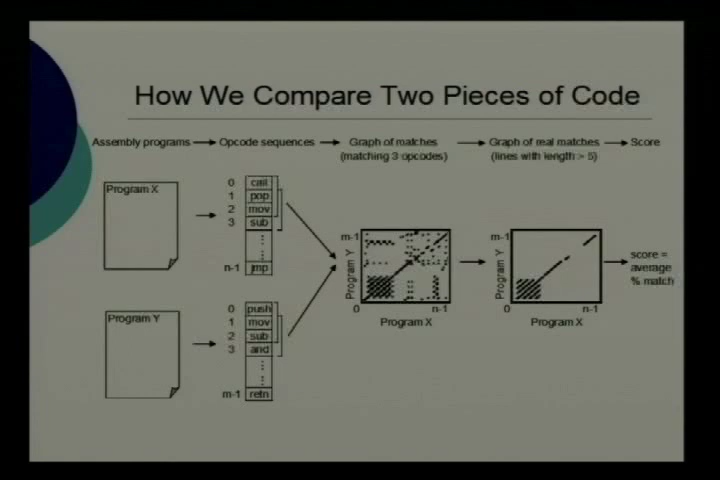 How We Compare Two Pieces of Code
Assembly programs Opcode sequences Graph of matches Graph of real matches Score
(matching 3 opcodes) (lines with length > 5)
Program X
0 call
1 pop
2 mov
3 sub
n-1 jmp
Program Y
0 push
1 mov
2 sub
3 and
m-1 retn
m-1
Program Y
0 n-1
Program X
m-1
Program Y
0 n-1
Program X
score =
average
% match